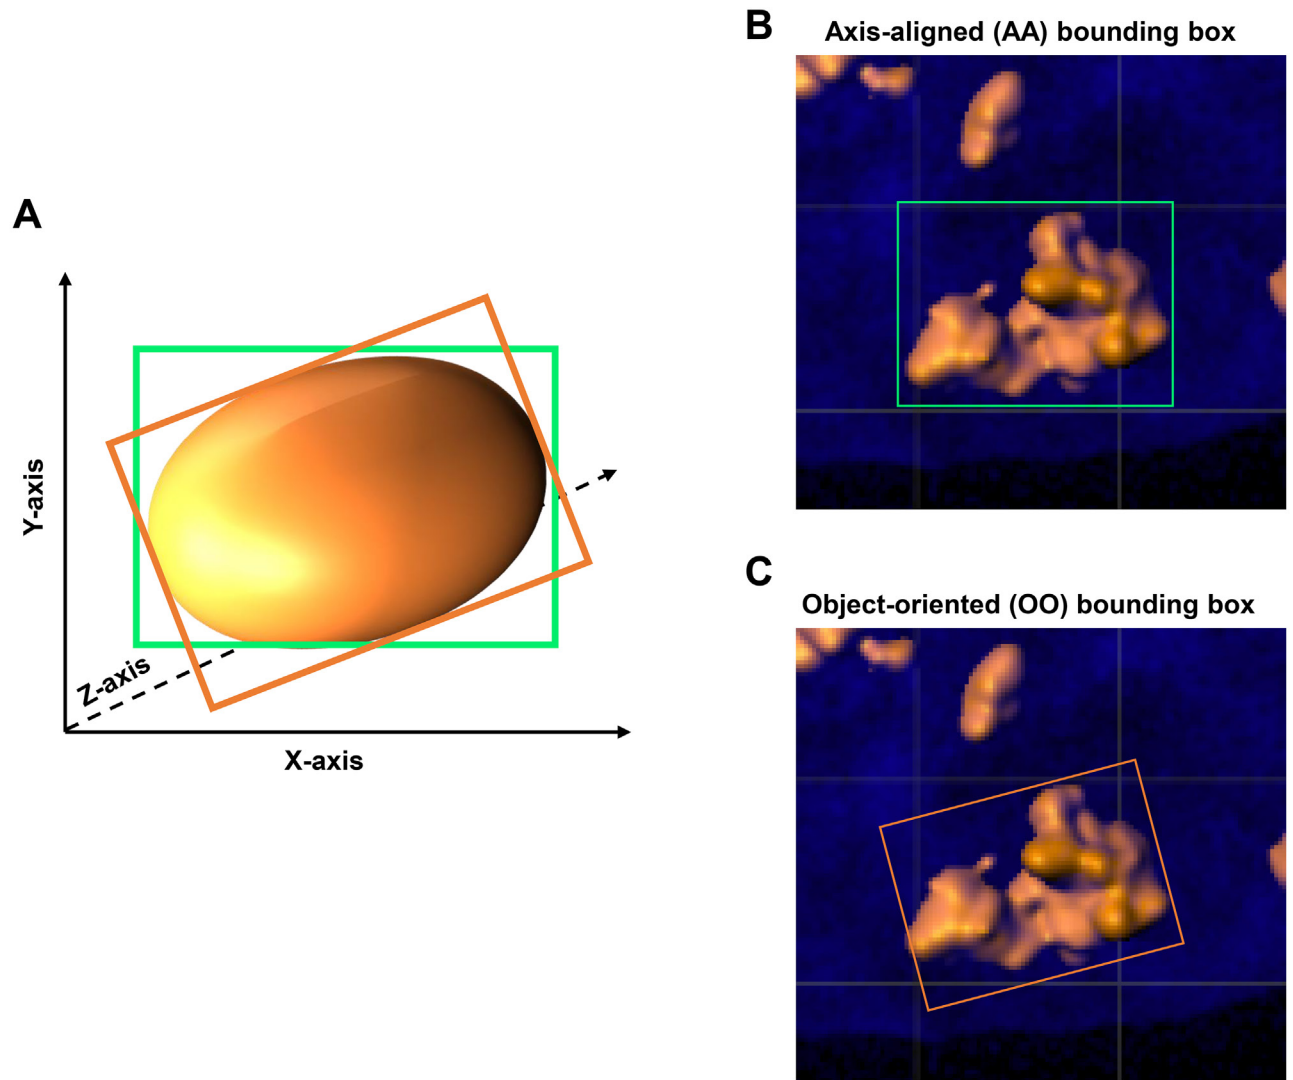 A
Y-axis
Z-axis
X-axis
B
Axis-aligned (AA) bounding box
C
Object-oriented (OO) bounding box